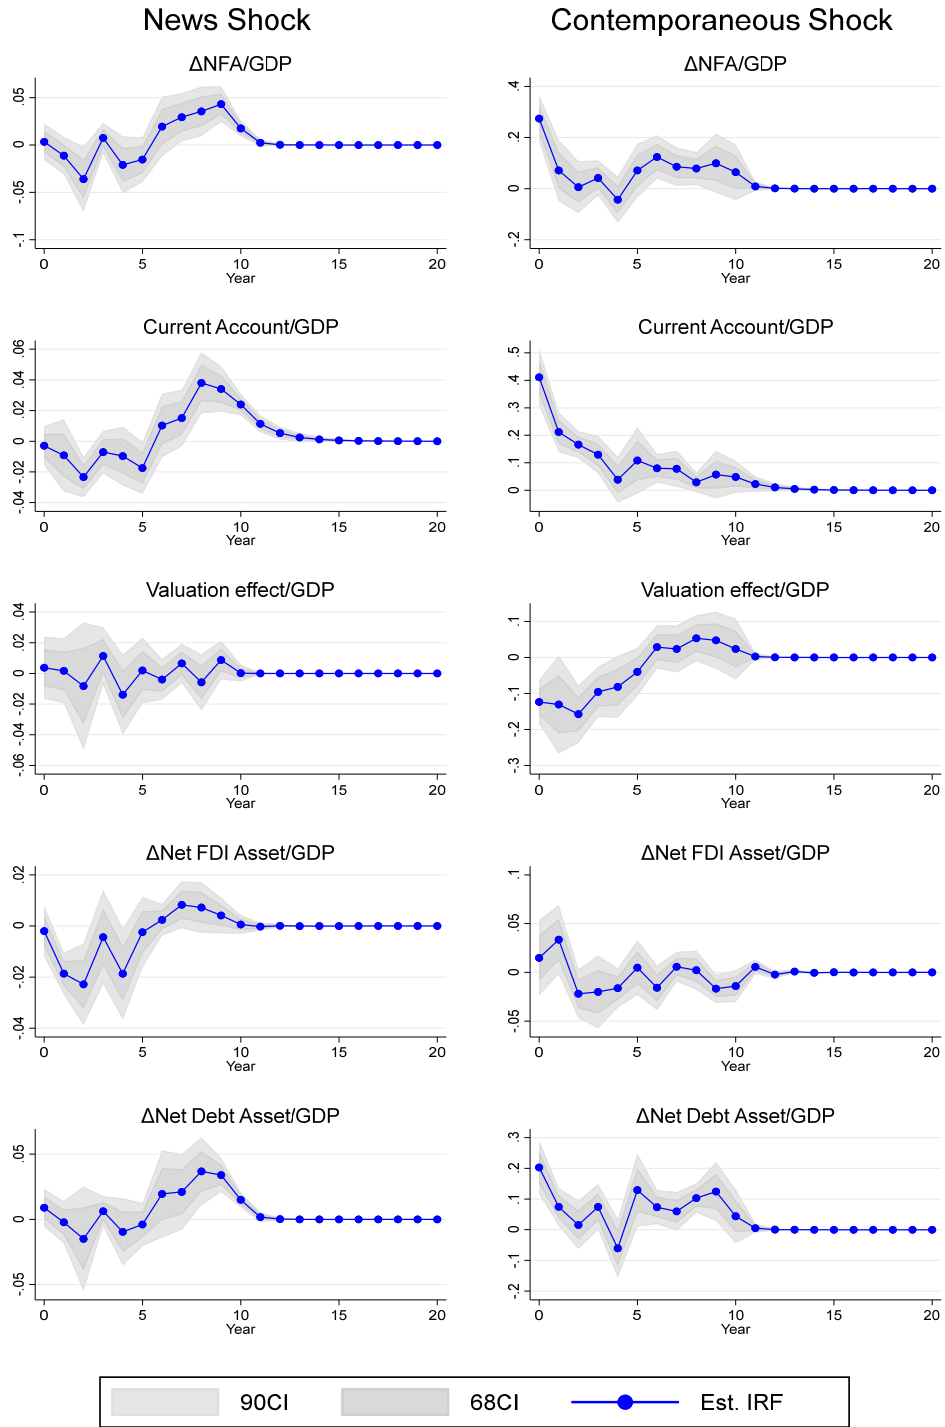 News Shock
Contemporaneous Shock
ΔNFA/GDP
.05
0
-.05
-.1
0 5 10 15 20
Year
ΔNFA/GDP
.4
.2
0
-.2
0 5 10 15 20
Year
Current Account/GDP
.06
.04
.02
0
-.02
-.04
0 5 10 15 20
Year
Current Account/GDP
.5
.4
.3
.2
.1
0
0 5 10 15 20
Year
Valuation effect/GDP
.04
.02
0
-.02
-.04
-.06
0 5 10 15 20
Year
Valuation effect/GDP
.1
0
-.1
-.2
-.3
0 5 10 15 20
Year
ΔNet FDI Asset/GDP
.02
0
-.02
-.04
0 5 10 15 20
Year
ΔNet FDI Asset/GDP
.1
.05
0
-.05
0 5 10 15 20
Year
ΔNet Debt Asset/GDP
.05
0
-.05
0 5 10 15 20
Year
ΔNet Debt Asset/GDP
.3
.2
.1
0
-.1
-.2
0 5 10 15 20
Year
90CI 68CI Est. IRF